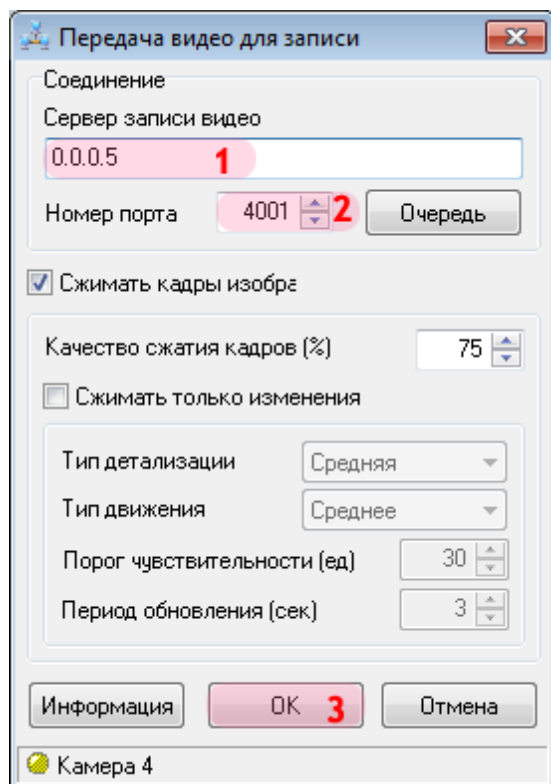 Передача видео для записи
Соединение
Сервер записи видео
0.0.0.5 1
Номер порта 4001 2 Очередь
Сжимать кадры изобра
Качество сжатия кадров (%) 75
Сжимать только изменения
Тип детализации Средняя
Тип движения Среднее
Порог чувствительности (ед) 30
Период обновления (сек) 3
Информация OK 3 Отмена
Камера 4